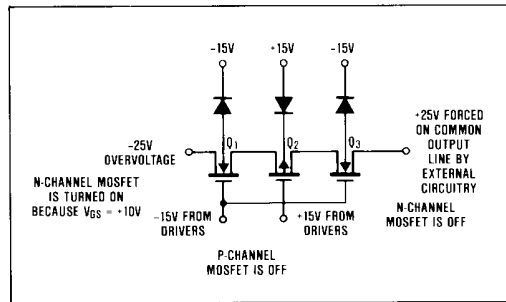 -15V
+15V
-15V
Q1
Q2
Q3
-25V
OVERVOLTAGE
+25V FORCED
ON COMMON
OUTPUT
LINE BY
EXTERNAL
CIRCUITRY
N-CHANNEL MOSFET
IS TURNED ON
BECAUSE VGS = +10V
-15V FROM
DRIVERS
+15V FROM
DRIVERS
N-CHANNEL
MOSFET IS OFF
P-CHANNEL
MOSFET IS OFF